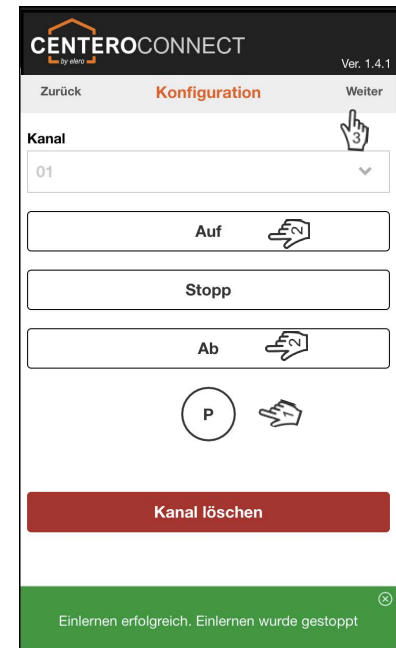 CENTEROCONNECT
by elero
Ver. 1.4.1
Zurück Konfiguration Weiter
3
Kanal
01
Auf 2
Stopp
Ab 2
P 1
Kanal löschen
Einlernen erfolgreich. Einlernen wurde gestoppt